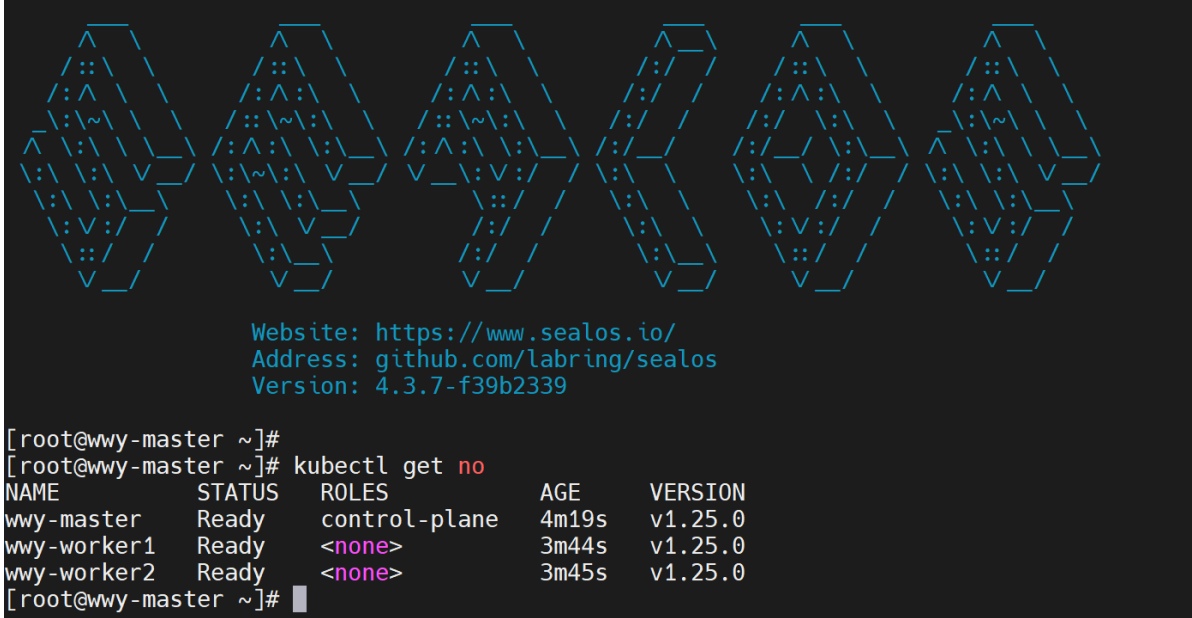 Website: https://www.sealos.io/
Address: github.com/labring/sealos
Version: 4.3.7-f39b2339
[root@wwy-master ~]#
[root@wwy-master ~]# kubectl get no
NAME STATUS ROLES AGE VERSION
wwy-master Ready control-plane 4m19s v1.25.0
wwy-worker1 Ready <none> 3m44s v1.25.0
wwy-worker2 Ready <none> 3m45s v1.25.0
[root@wwy-master ~]#